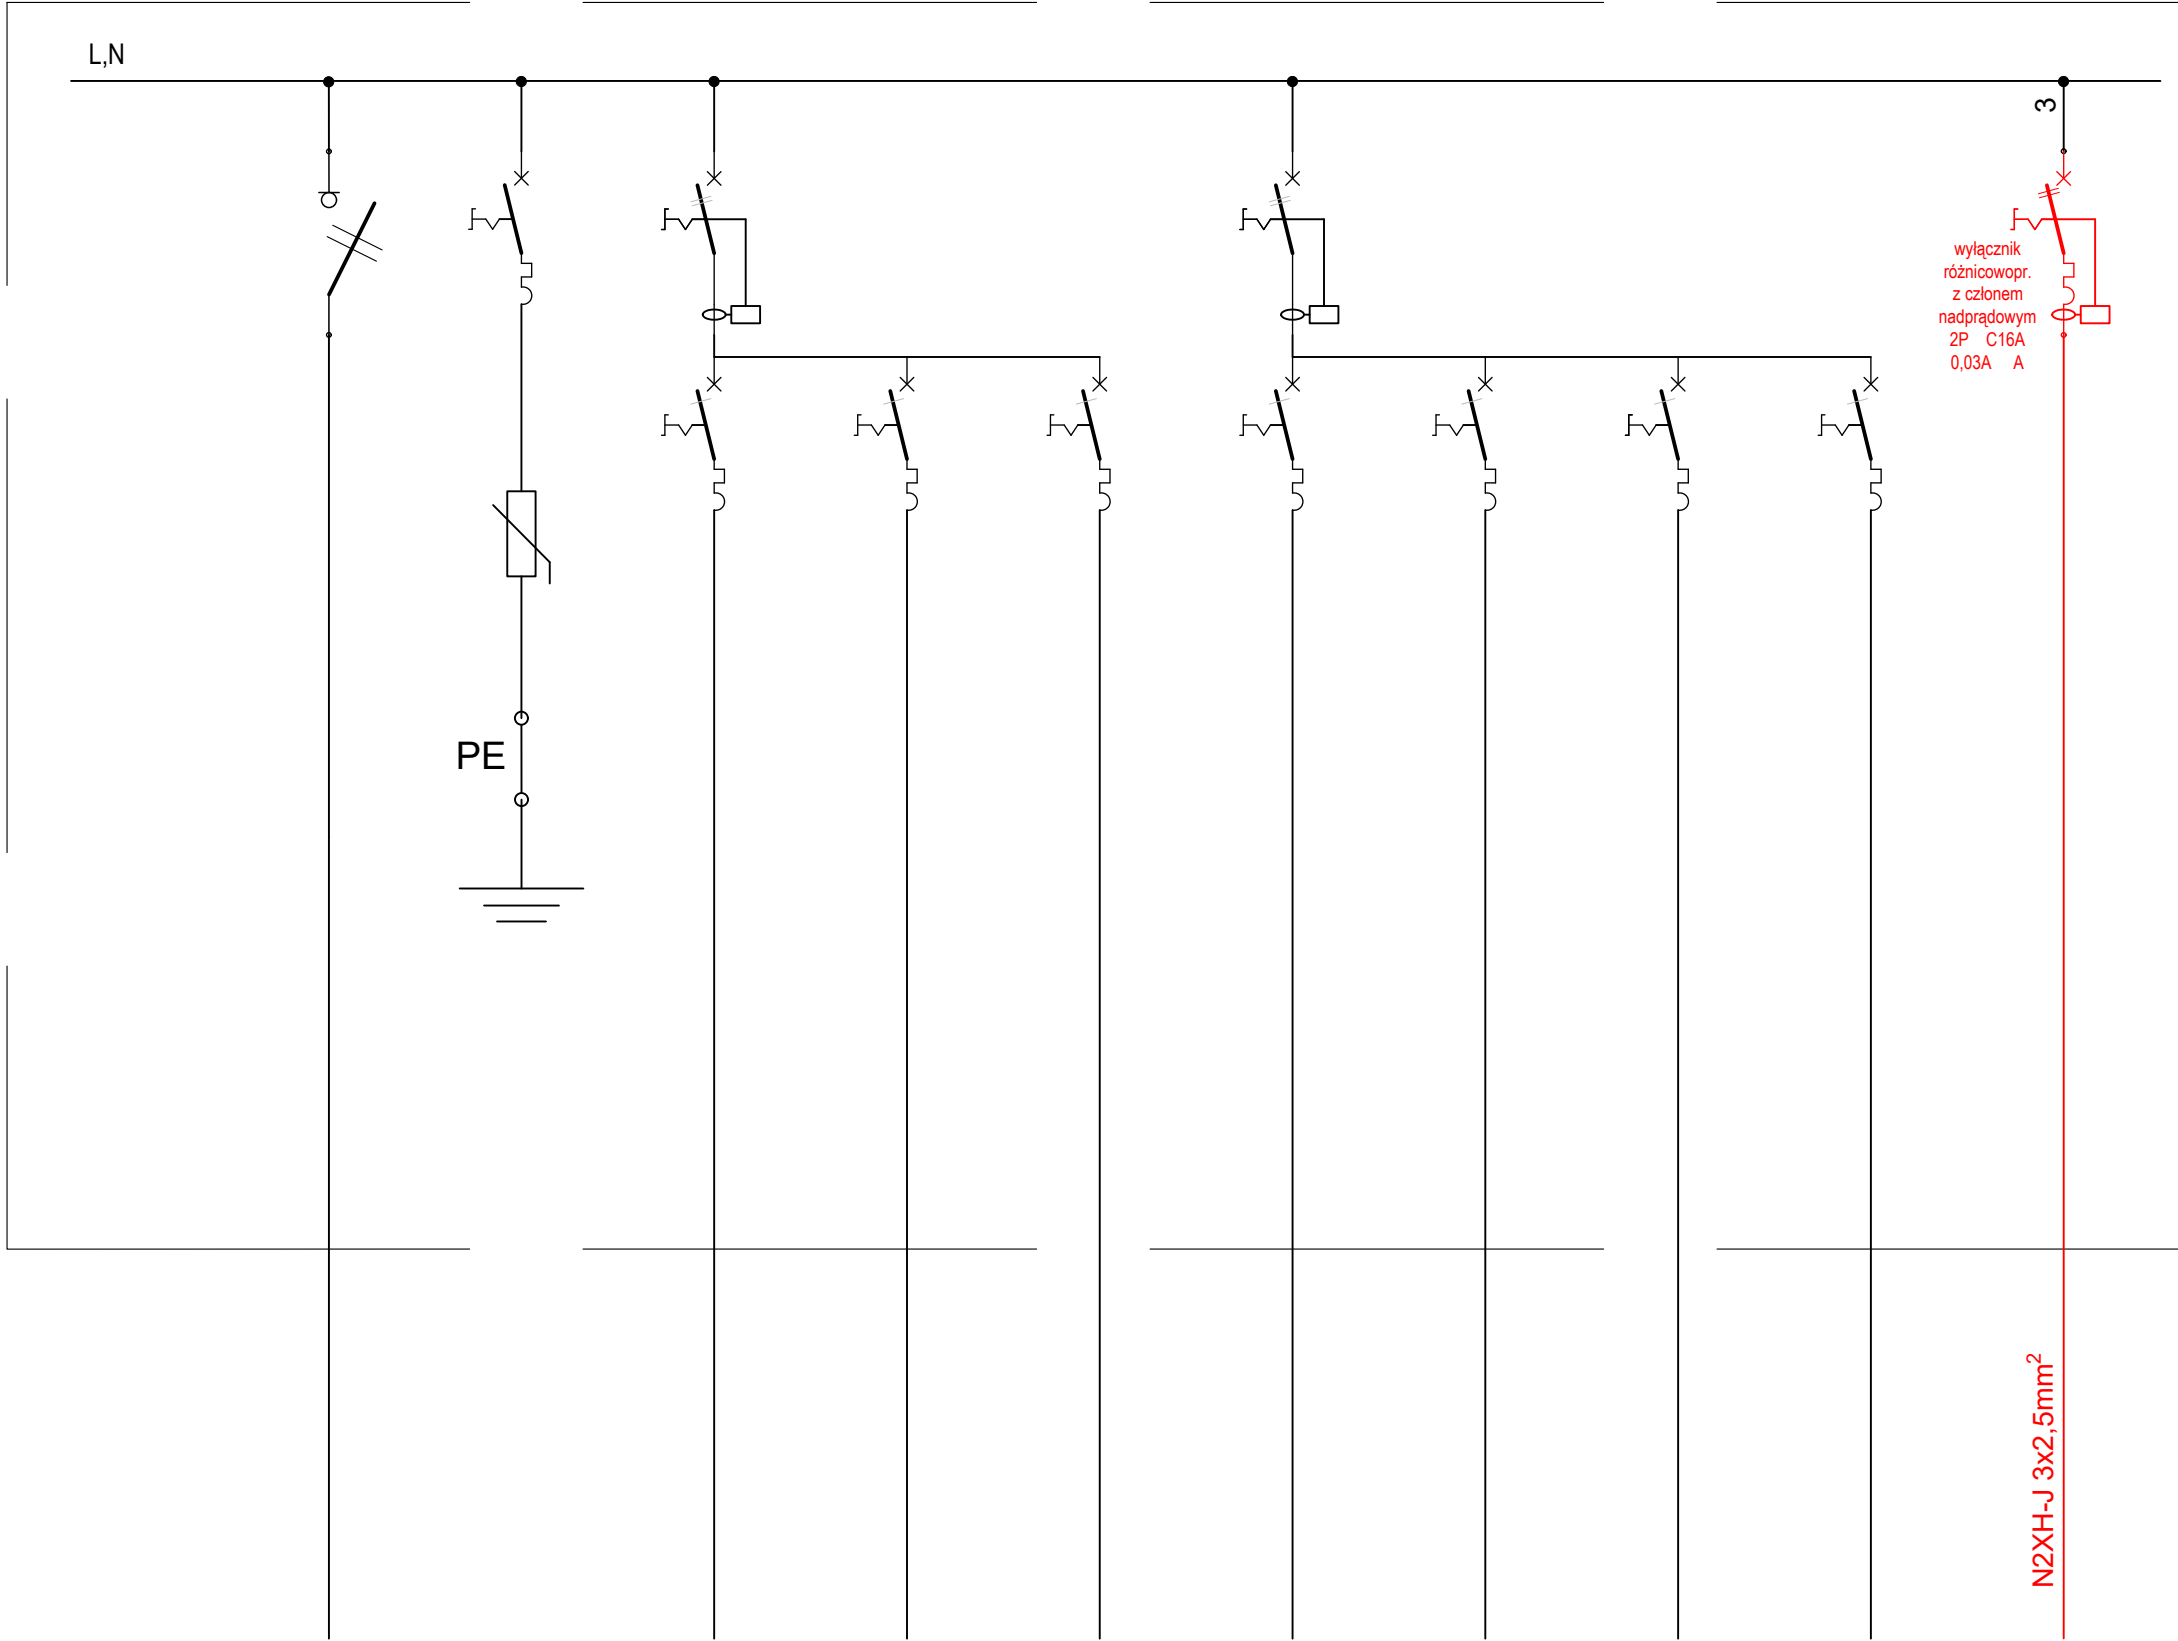 L,N
3
wyłącznik
różnicowopr.
z członem
nadprądowym
2P C16A
0,03A A
PE
N2XH-J 3x2,5mm²